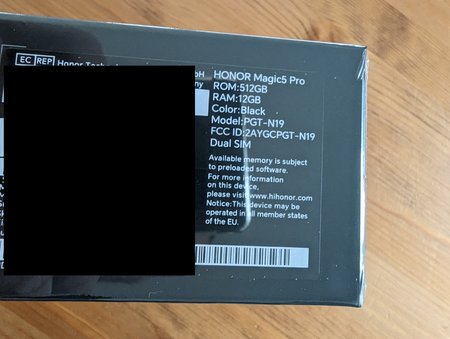 EC REP Honor
HONOR Magic5 Pro
ROM:512GB
RAM:12GB
Color:Black
Model:PGT-N19
FCC ID:2AYGCPGT-N19
Dual SIM
Available memory is subject
to preloaded software.
For more information
on this device,
please visit www.hihonor.com
Notice:This device may be
operated in all member states
of the EU.